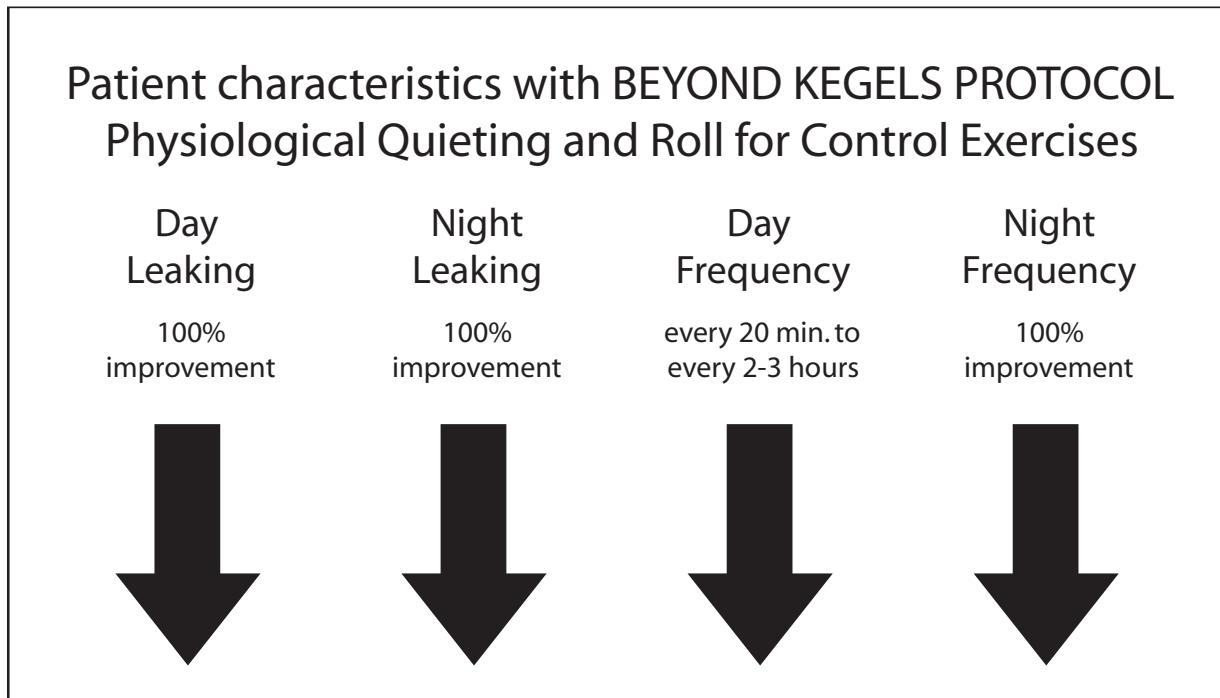 Patient characteristics with BEYOND KEGELS PROTOCOL
Physiological Quieting and Roll for Control Exercises
Day
Leaking
100%
improvement
Night
Leaking
100%
improvement
Day
Frequency
every 20 min. to
every 2-3 hours
Night
Frequency
100%
improvement